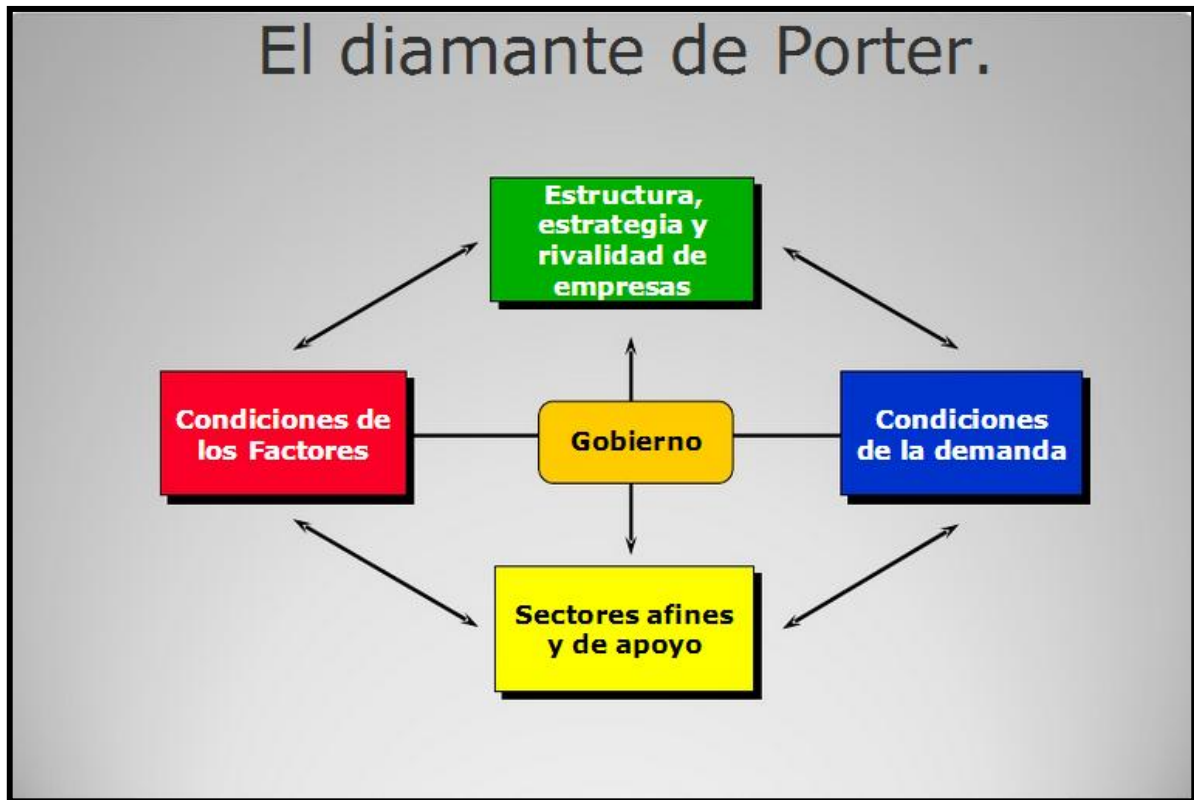 El diamante de Porter.
Estructura,
estrategia y
rivalidad de
empresas
Condiciones de
los Factores
Gobierno
Condiciones
de la demanda
Sectores afines
y de apoyo